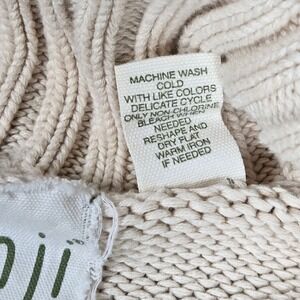 MACHINE WASH
COLD
WITH LIKE COLORS
DELICATE CYCLE
ONLY NON-CHLORINE
BLEACH WHEN
NEEDED
RESHAPE AND
DRY FLAT
WARM IRON
IF NEEDED